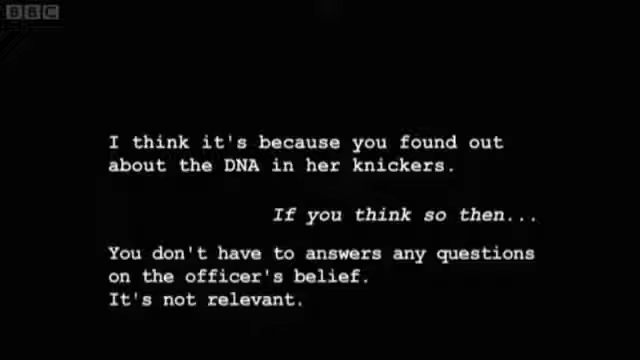 BBC
I think it's because you found out
about the DNA in her knickers.
If you think so then...
You don't have to answers any questions
on the officer's belief.
It's not relevant.